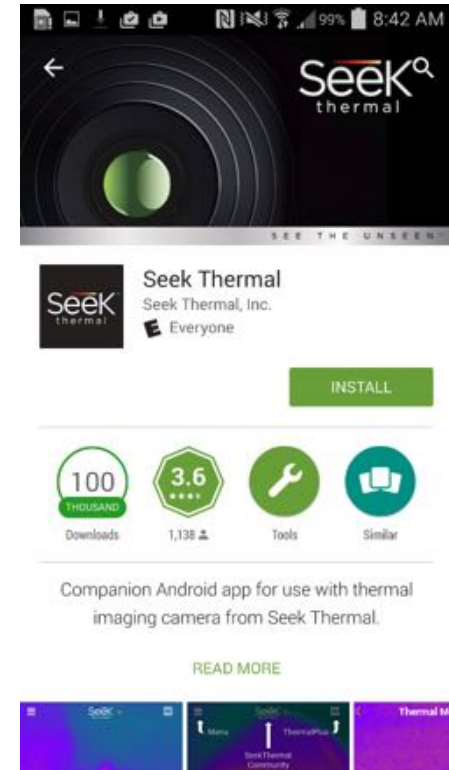 99% 8:42 AM
SeeK
thermal
SEE THE UNSEEN
Seek Thermal
SeeK
thermal
Seek Thermal, Inc.
E Everyone
INSTALL
100
THOUSAND
Downloads
3.6
1,138
Tools
Similar
Companion Android app for use with thermal
imaging camera from Seek Thermal.
READ MORE
SeeK
Menu
ThermalPlus
SeekThermal
Community
Thermal M